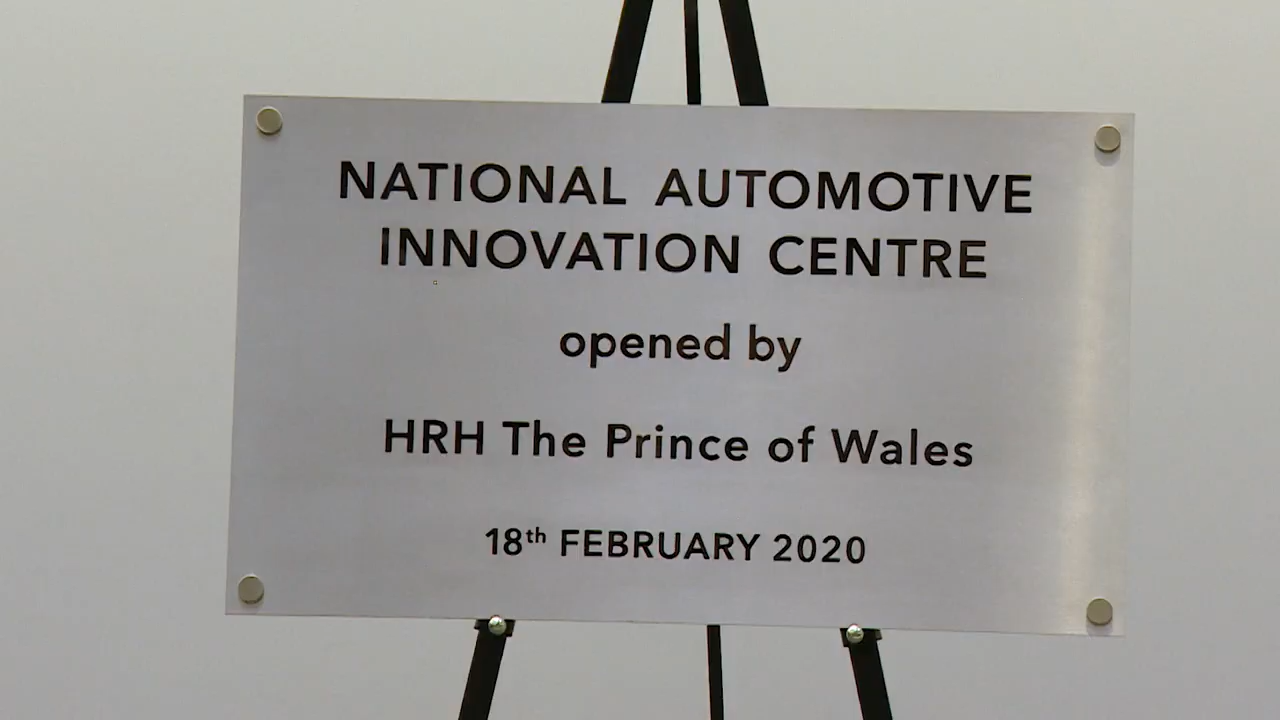 NATIONAL AUTOMOTIVE
INNOVATION CENTRE
opened by
HRH The Prince of Wales
18th FEBRUARY 2020